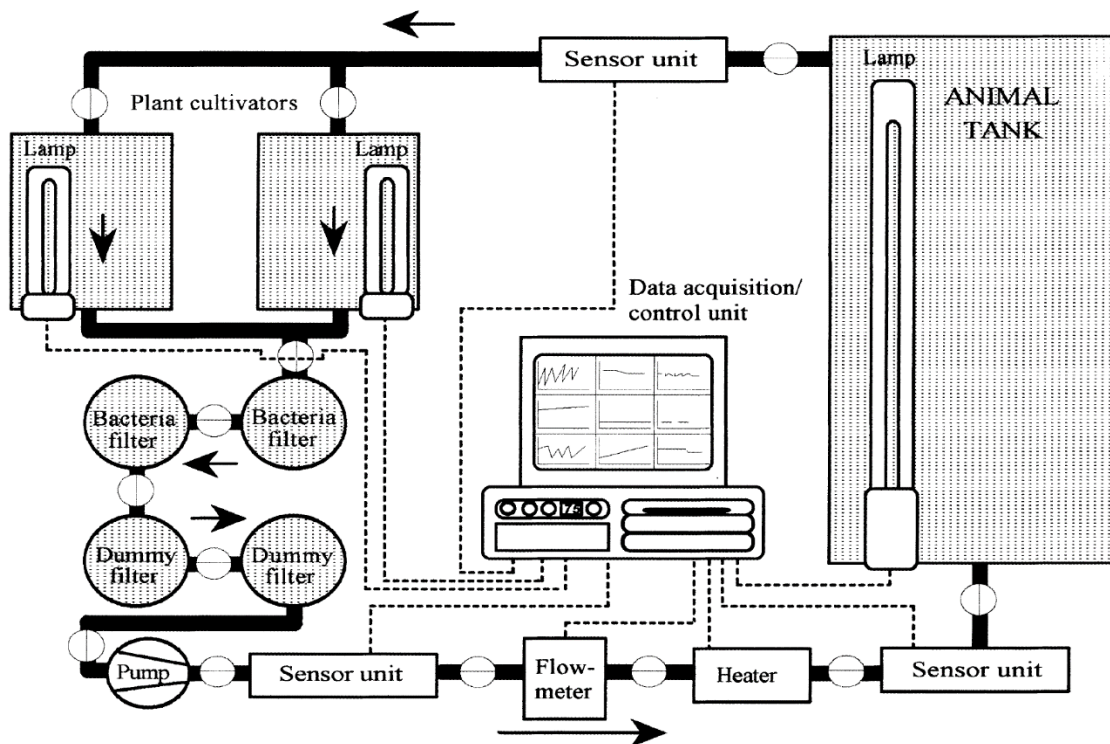 Sensor unit
Lamp
ANIMAL
TANK
Plant cultivators
Lamp
Lamp
Data acquisition/
control unit
Bacteria
filter
Bacteria
filter
75
Dummy
filter
Dummy
filter
Pump
Sensor unit
Flow-
meter
Heater
Sensor unit